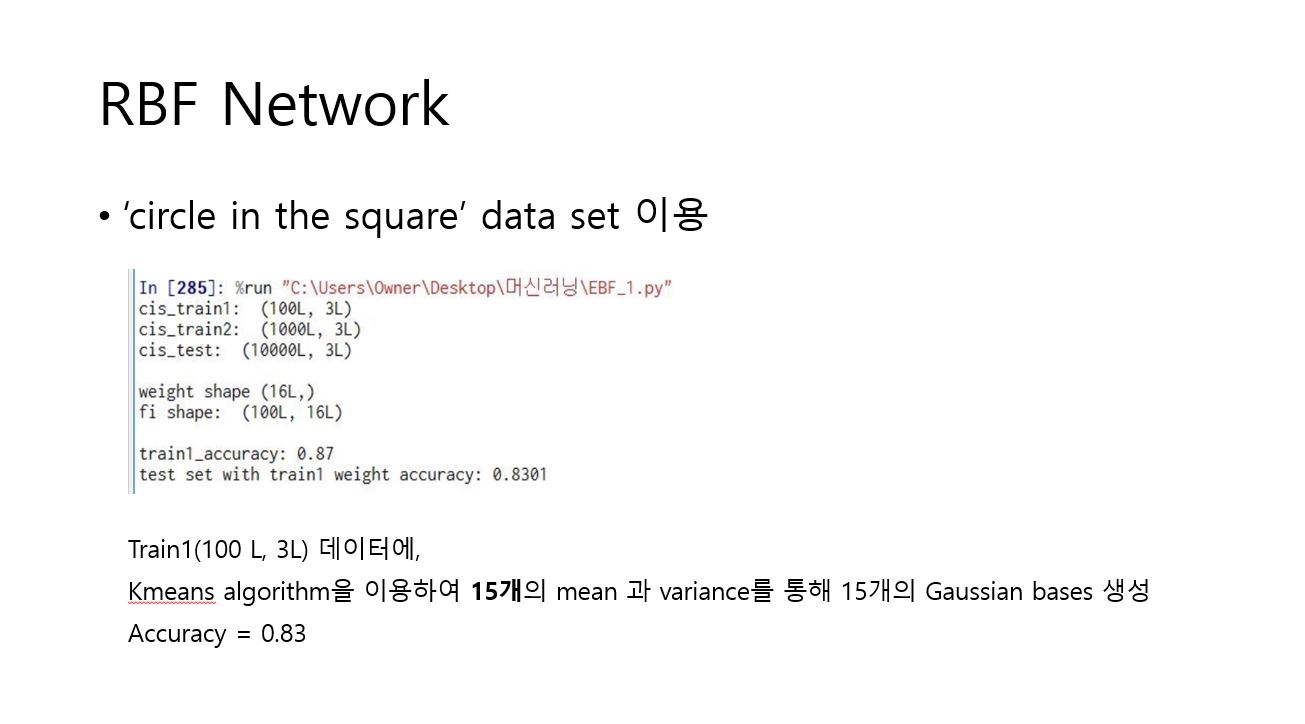 RBF Network
• ‘circle in the square’ data set 이용
In [285]: %run "C:\Users\Owner\Desktop\머신러닝\EBF_1.py"
cis_train1:  (100L, 3L)
cis_train2:  (1000L, 3L)
cis_test:  (10000L, 3L)
weight shape (16L,)
fi shape:  (100L, 16L)
train1_accuracy: 0.87
test set with train1 weight accuracy: 0.8301
Train1(100 L, 3L) 데이터에,
Kmeans algorithm을 이용하여 15개의 mean 과 variance를 통해 15개의 Gaussian bases 생성
Accuracy = 0.83